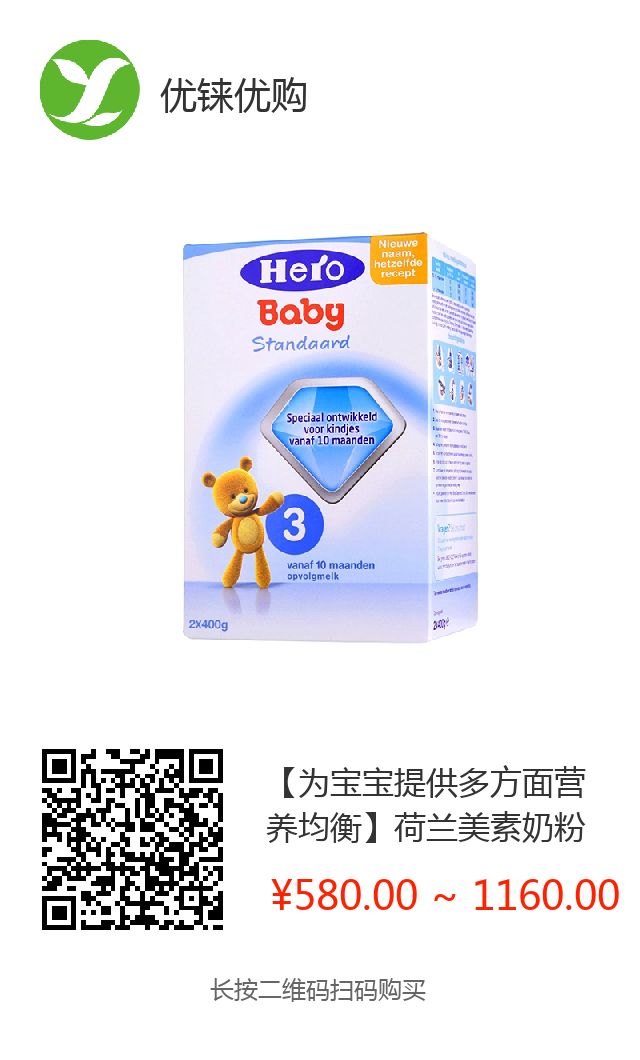 优铼优购
Nieuwe
naam,
hetzelfde
recept
Hero
Baby
Standaard
Speciaal ontwikkeld
voor kindjes
vanaf 10 maanden
3
vanaf 10 maanden
opvolgmelk
2X400g
2x400g
【为宝宝提供多方面营
养均衡】荷兰美素奶粉
¥580.00 ~ 1160.00
长按二维码扫码购买